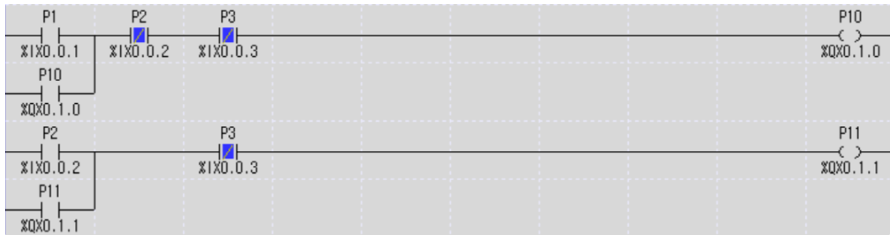 P1 P2 P3 P10
%IX0.0.1 %IX0.0.2 %IX0.0.3 %QX0.1.0
P10
%QX0.1.0
P2 P3 P11
%IX0.0.2 %IX0.0.3 %QX0.1.1
P11
%QX0.1.1